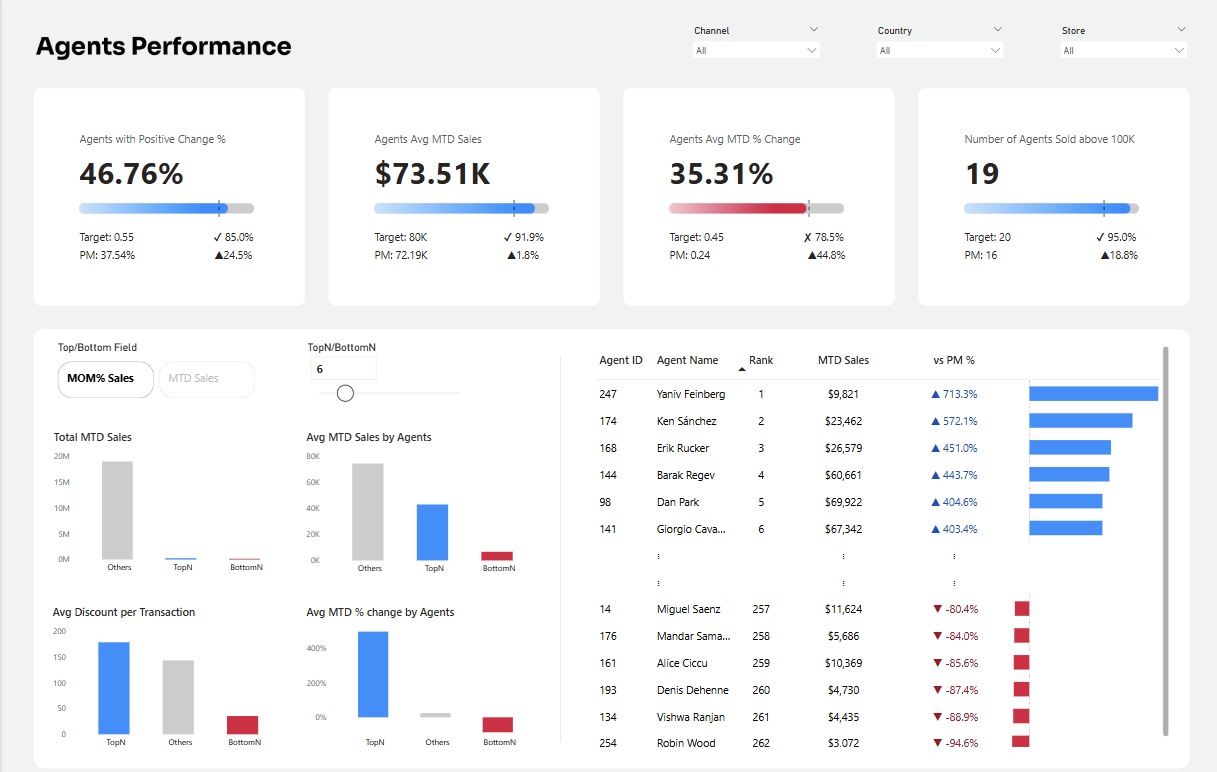 Agents Performance
Channel
All
Country
All
Store
All
Agents with Positive Change %
46.76%
Target: 0.55 ✓ 85.0%
PM: 37.54% ▲24.5%
Agents Avg MTD Sales
$73.51K
Target: 80K ✓ 91.9%
PM: 72.19K ▲1.8%
Agents Avg MTD % Change
35.31%
Target: 0.45 ✗ 78.5%
PM: 0.24 ▲44.8%
Number of Agents Sold above 100K
19
Target: 20 ✓ 95.0%
PM: 16 ▲18.8%
Top/Bottom Field
MOM% Sales MTD Sales
TopN/BottomN
6
Total MTD Sales
20M
15M
10M
5M
0M
Others TopN BottomN
Avg MTD Sales by Agents
80K
60K
40K
20K
0K
Others TopN BottomN
Avg Discount per Transaction
200
150
100
50
0
TopN Others BottomN
Avg MTD % change by Agents
400%
200%
0%
TopN Others BottomN
Agent ID Agent Name Rank MTD Sales vs PM %
247 Yaniv Feinberg 1 $9,821 ▲ 713.3%
174 Ken Sánchez 2 $23,462 ▲ 572.1%
168 Erik Rucker 3 $26,579 ▲ 451.0%
144 Barak Regev 4 $60,661 ▲ 443.7%
98 Dan Park 5 $69,922 ▲ 404.6%
141 Giorgio Cava... 6 $67,342 ▲ 403.4%
⋮ ⋮ ⋮
⋮ ⋮ ⋮
14 Miguel Saenz 257 $11,624 ▼ -80.4%
176 Mandar Sama... 258 $5,686 ▼ -84.0%
161 Alice Ciccu 259 $10,369 ▼ -85.6%
193 Denis Dehenne 260 $4,730 ▼ -87.4%
134 Vishwa Ranjan 261 $4,435 ▼ -88.9%
254 Robin Wood 262 $3,072 ▼ -94.6%